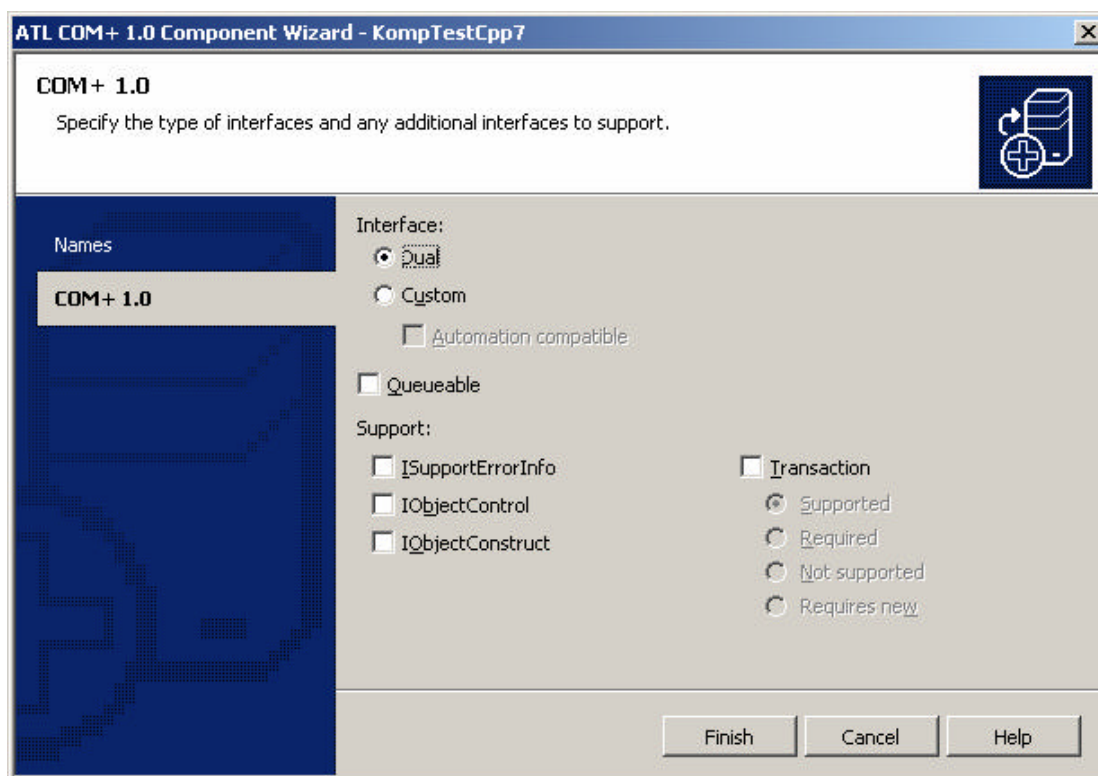 ATL COM+ 1.0 Component Wizard - KompTestCpp7
COM+ 1.0
Specify the type of interfaces and any additional interfaces to support.
Names
COM+ 1.0
Interface:
Dual
Custom
Automation compatible
Queueable
Support:
ISupportErrorInfo
IObjectControl
IObjectConstruct
Transaction
Supported
Required
Not supported
Requires new
Finish Cancel Help